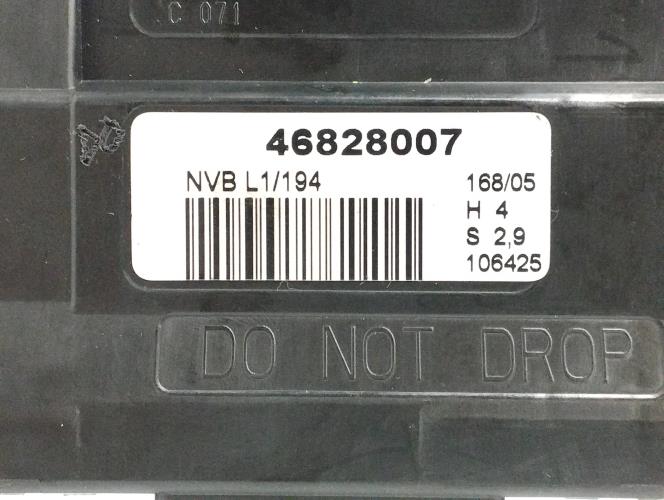 C 071
46828007
NVB L1/194
168/05
H 4
S 2,9
106425
DO NOT DROP